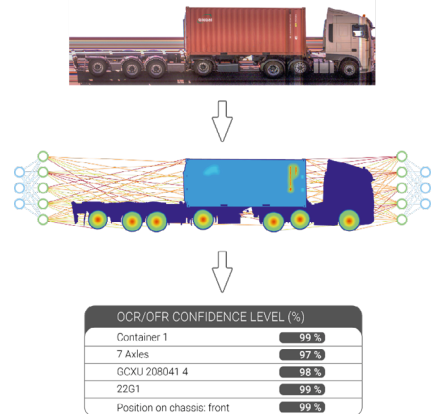 OCR/OFR CONFIDENCE LEVEL (%)
Container 1 99 %
7 Axles 97 %
GCXU 208041 4 98 %
22G1 99 %
Position on chassis: front 99 %